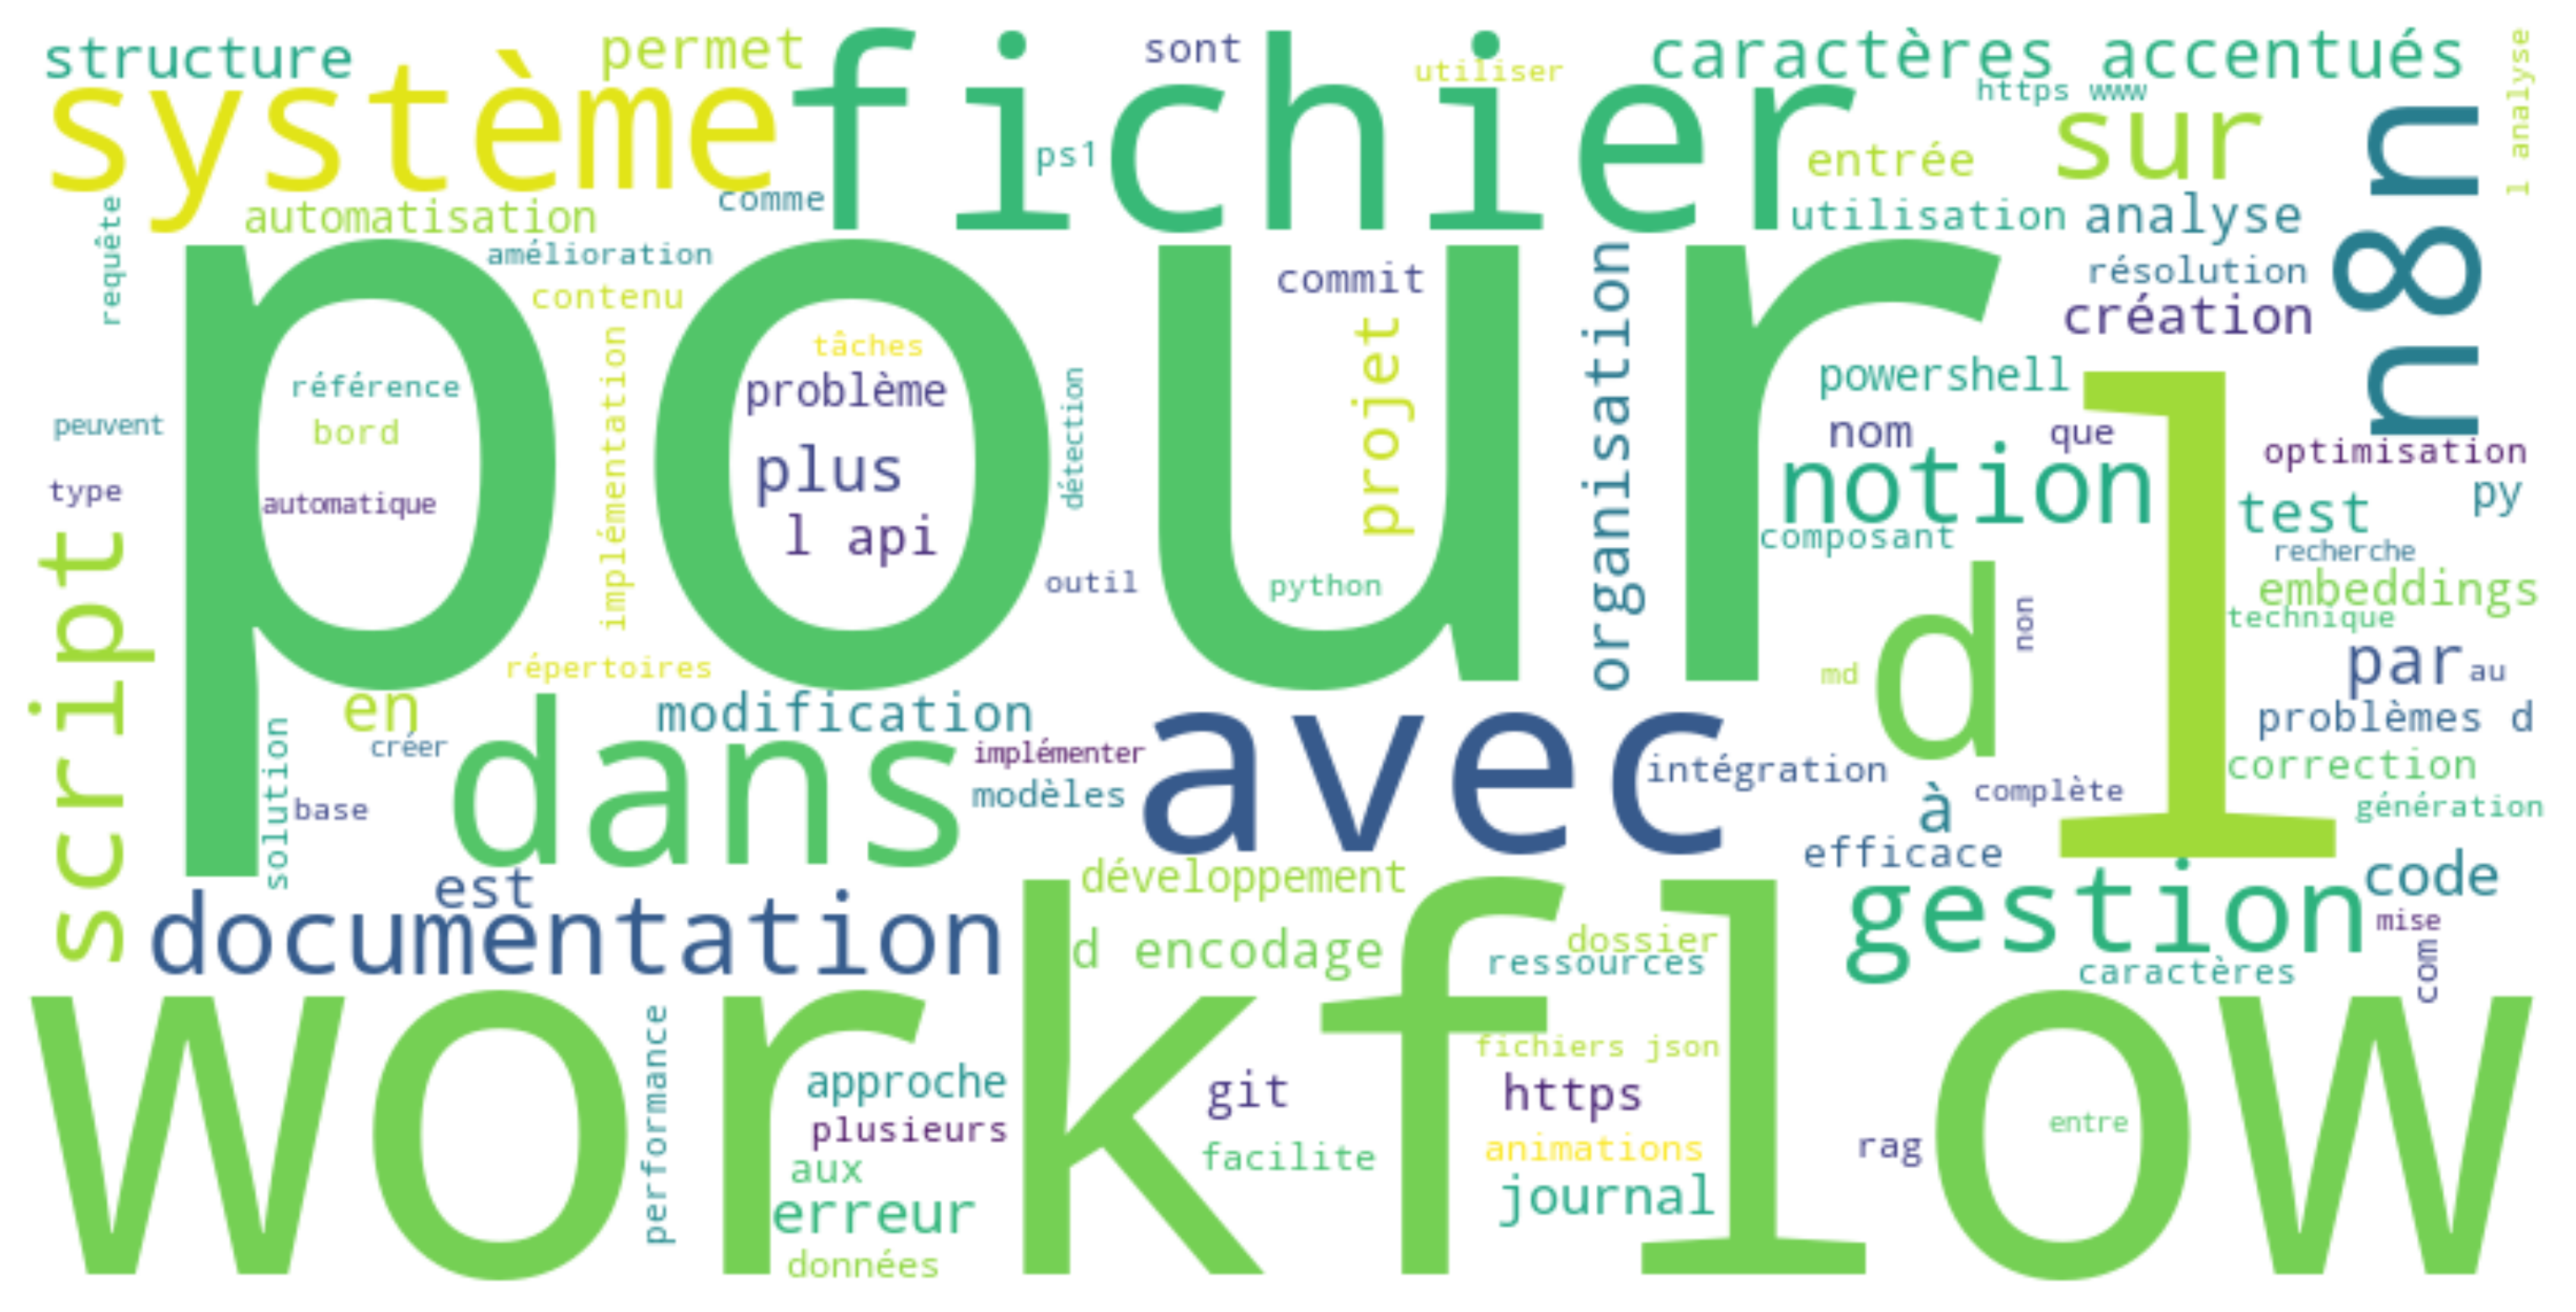 structure
permet
sont
utiliser
caractères accentués
l analyse
système
fichier
https www
sur
n8n
ps1
entrée
comme
requête
automatisation
utilisation
analyse
amélioration
commit
organisation
résolution
contenu
création
pour
tâches
projet
implémentation
référence
problème
détection
powershell
l
peuvent
bord
nom
que
optimisation
type
automatique
plus
notion
py
test
l api
composant
recherche
script
outil
python
d
non
embeddings
technique
répertoires
md
par
au
en
modification
avec
problèmes d
solution
créer
dans
implémenter
intégration
correction
base
modèles
à
complète
génération
efficace
est
développement
gestion
code
documentation
d encodage
dossier
ressources
mise
caractères
com
workflow
performance
fichiers json
approche
git
https
plusieurs
entre
facilite
animations
rag
aux
journal
erreur
données